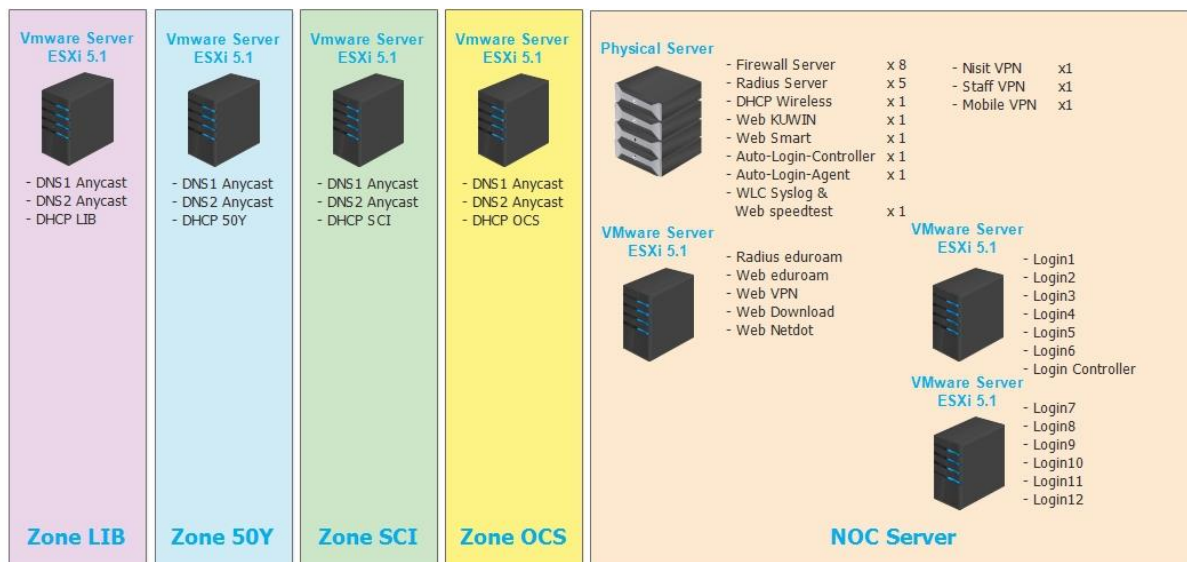 Vmware Server
ESXi 5.1
- DNS1 Anycast
- DNS2 Anycast
- DHCP LIB
Zone LIB
Vmware Server
ESXi 5.1
- DNS1 Anycast
- DNS2 Anycast
- DHCP 50Y
Zone 50Y
Vmware Server
ESXi 5.1
- DNS1 Anycast
- DNS2 Anycast
- DHCP SCI
Zone SCI
Vmware Server
ESXi 5.1
- DNS1 Anycast
- DNS2 Anycast
- DHCP OCS
Zone OCS
Physical Server
- Firewall Server x 8
- Radius Server x 5
- DHCP Wireless x 1
- Web KUWIN x 1
- Web Smart x 1
- Auto-Login-Controller x 1
- Auto-Login-Agent x 1
- WLC Syslog &
Web speedtest x 1
- Nisit VPN x1
- Staff VPN x1
- Mobile VPN x1
VMware Server
ESXi 5.1
- Radius eduroam
- Web eduroam
- Web VPN
- Web Download
- Web Netdot
VMware Server
ESXi 5.1
- Login1
- Login2
- Login3
- Login4
- Login5
- Login6
- Login Controller
VMware Server
ESXi 5.1
- Login7
- Login8
- Login9
- Login10
- Login11
- Login12
NOC Server